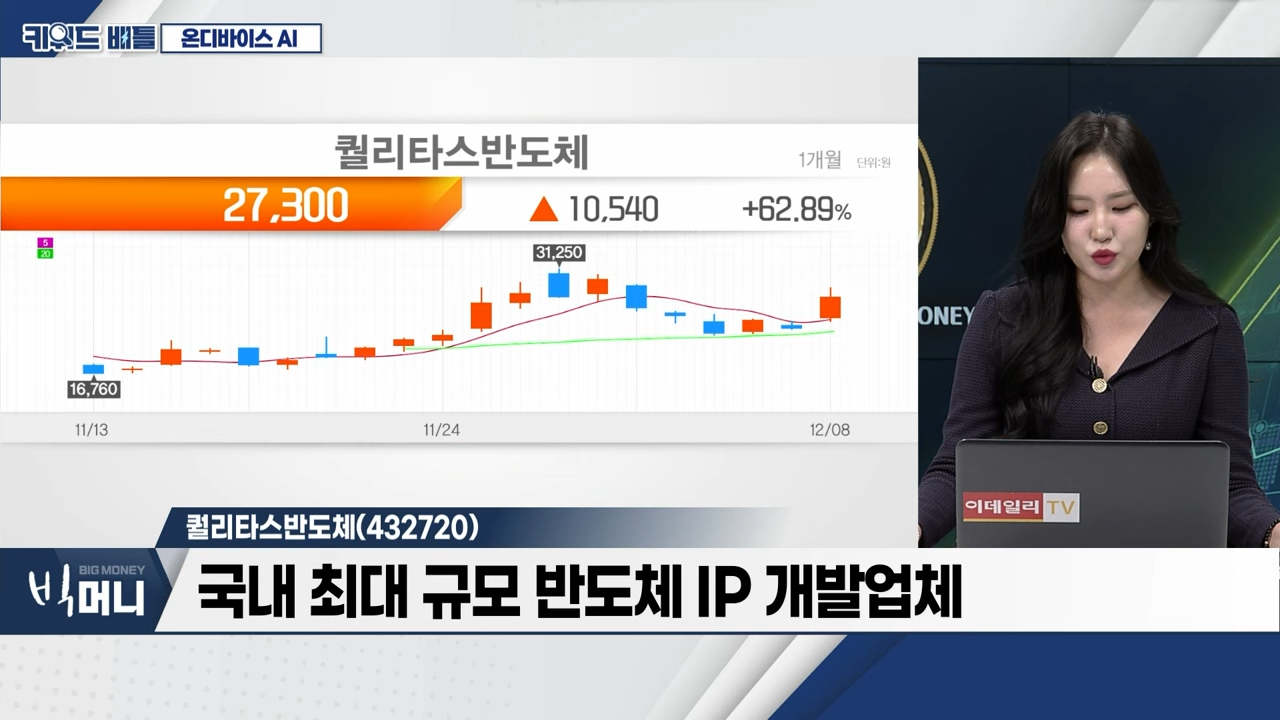 키워드 배틀
온디바이스 AI
퀄리타스반도체
1개월 단위:원
27,300 ▲ 10,540 +62.89%
5
20
31,250
16,760
11/13 11/24 12/08
ONEY
이데일리TV
퀄리타스반도체(432720)
빅머니 BIG MONEY
국내 최대 규모 반도체 IP 개발업체